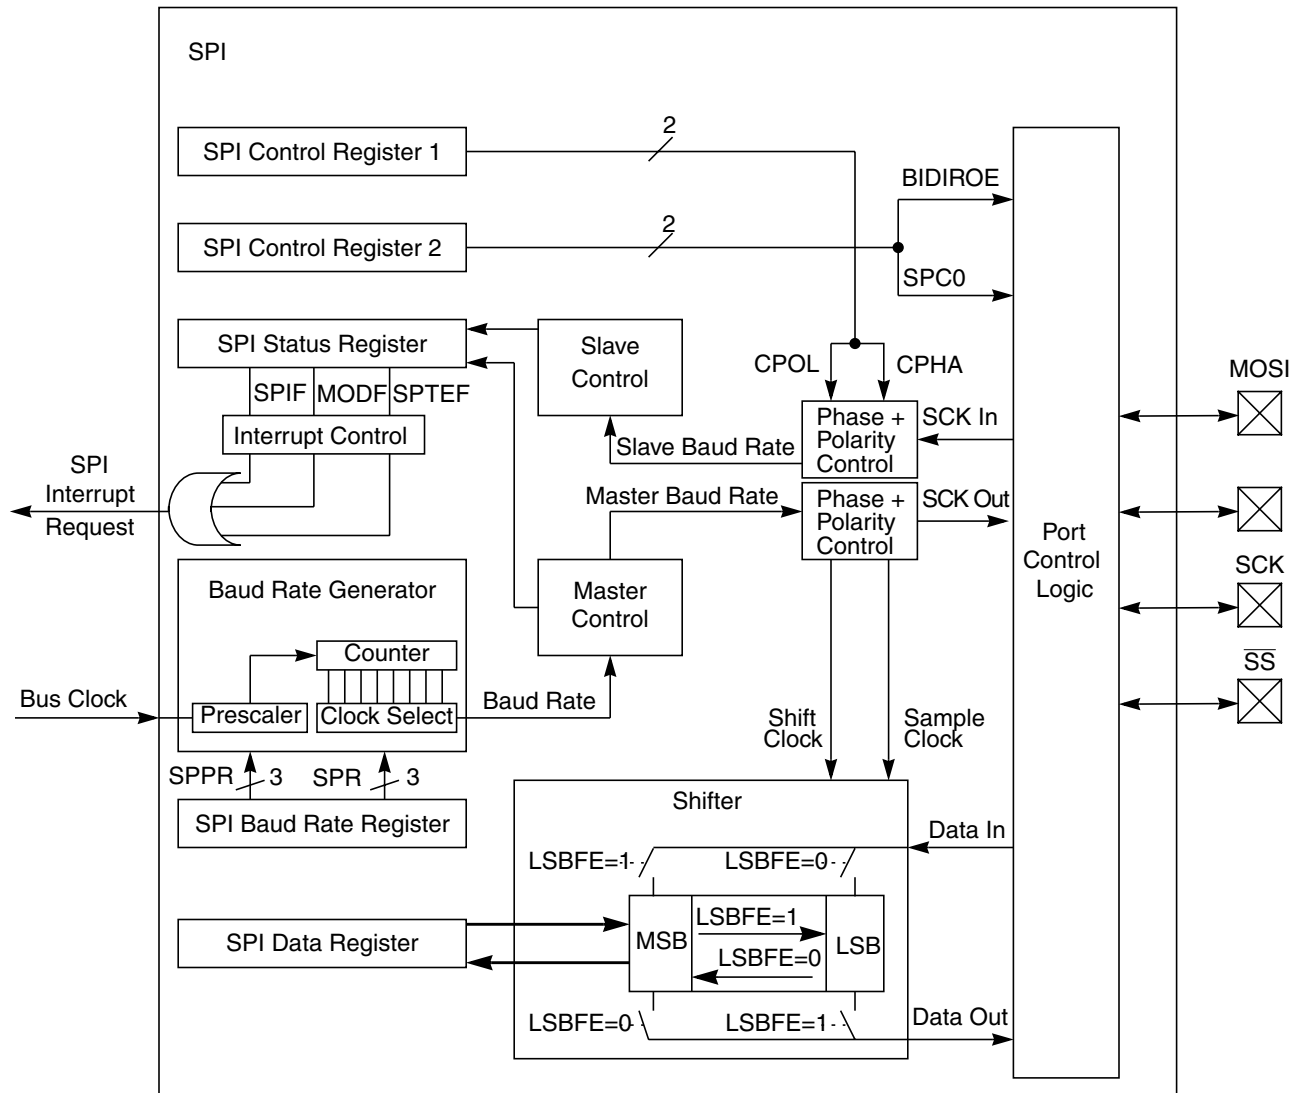 SPI
SPI Control Register 1
2
BIDIROE
SPI Control Register 2
2
SPC0
SPI Status Register
Slave
Control
CPOL
CPHA
MOSI
SPIF
MODF
SPTEF
Interrupt Control
Phase +
Polarity
Control
SCK In
Slave Baud Rate
SPI
Interrupt
Request
Master Baud Rate
Phase +
Polarity
Control
SCK Out
Port
Control
Logic
SCK
Baud Rate Generator
Master
Control
Counter
SS
Bus Clock
Prescaler
Clock Select
Baud Rate
Shift
Clock
Sample
Clock
SPPR
3
SPR
3
SPI Baud Rate Register
Shifter
Data In
LSBFE=1
LSBFE=0
SPI Data Register
MSB
LSBFE=1
LSBFE=0
LSB
LSBFE=0
LSBFE=1
Data Out